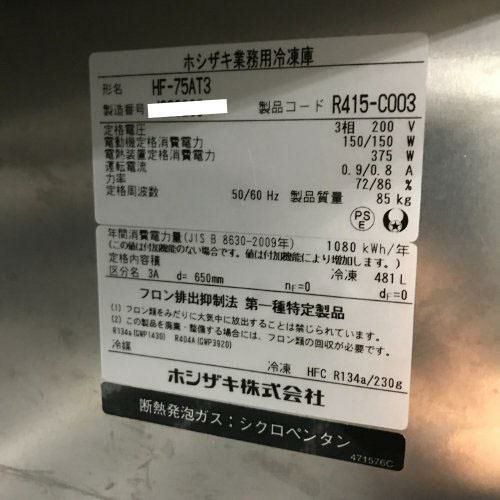 ホシザキ業務用冷凍庫
形名 HF-75AT3
製造番号
製品コード R415-C003
定格電圧 3相 200 V
電動機定格消費電力 150/150 W
電熱装置定格消費電力 375 W
運転電流 0.9/0.8 A
力率 72/86 %
定格周波数 50/60 Hz 製品質量 85 kg
PS
E
年間消費電力量(JIS B 8630-2009年) 1080 kWh/年
(この値は付加機能のない場合です。値は付加機能により増加します。)
定格内容積 冷凍 481 L
区分名 3A d= 650mm nF=0 dF=0
フロン排出抑制法 第一種特定製品
(1) フロン類をみだりに大気中に放出することは禁じられています。
(2) この製品を廃棄・整備する場合には、フロン類の回収が必要です。
R134a(GWP1430) R404A(GWP3920)
冷媒 冷凍 HFC R134a/230g
ホシザキ株式会社
断熱発泡ガス:シクロペンタン
471576C